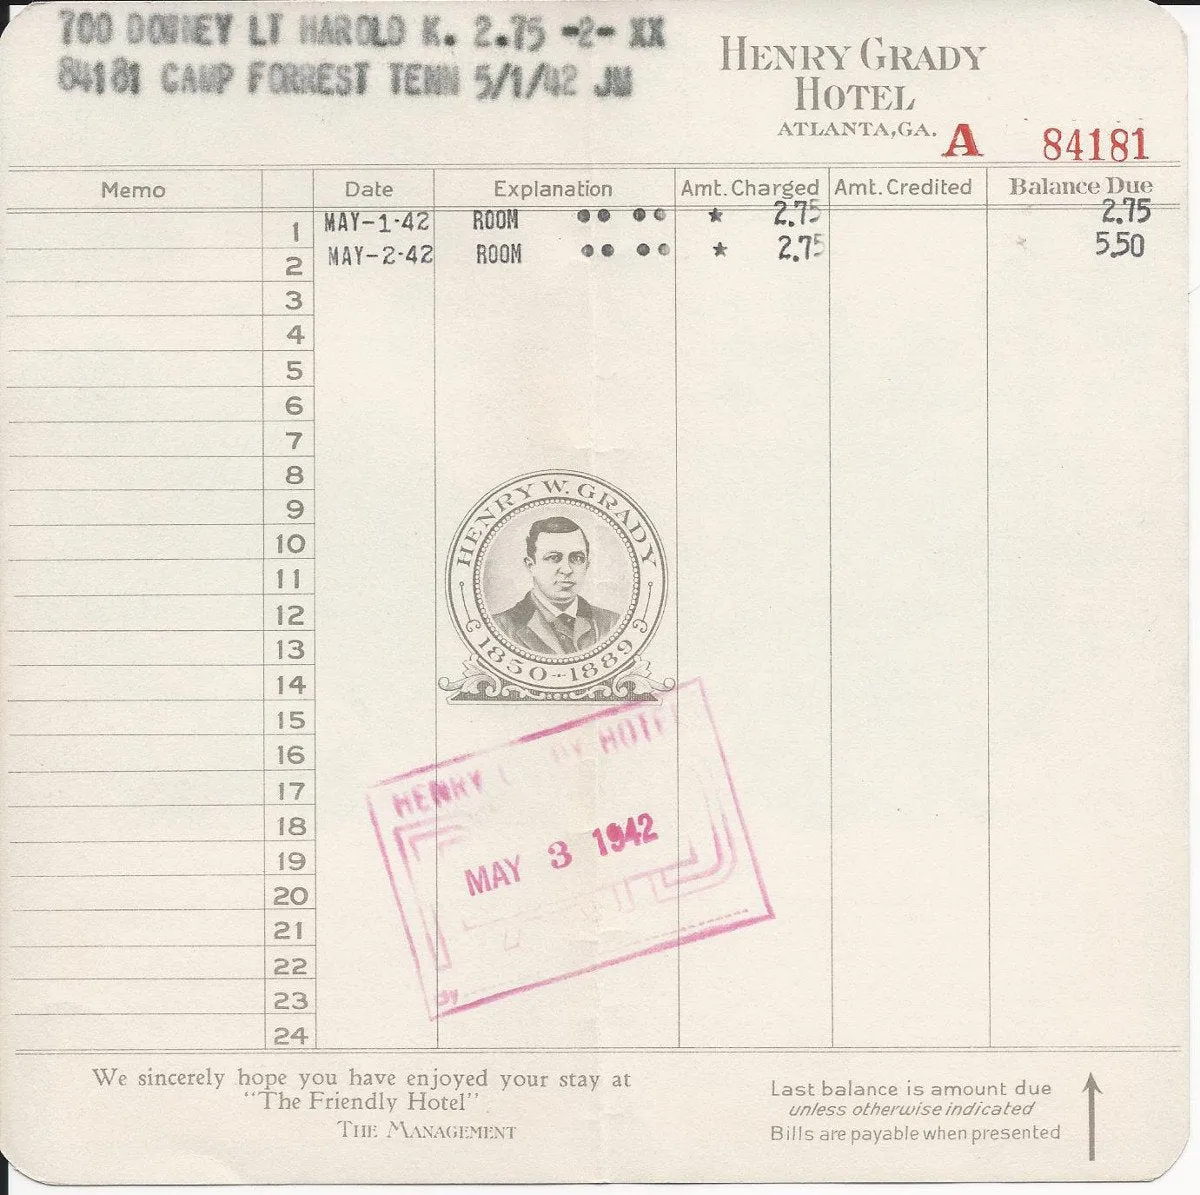 700 DOWNEY LT HAROLD K. 2.75 -2- XX
84181 CAMP FORREST TENN 5/1/42 JM
HENRY GRADY
HOTEL
ATLANTA, GA. A 84181
Memo Date Explanation Amt. Charged Amt. Credited Balance Due
1 MAY-1-42 ROOM ●● ●● ★ 2.75 2.75
2 MAY-2-42 ROOM ●● ●● ★ 2.75 5.50
3
4
5
6
7
8
9
10
11
12
13
14
15
16
17
18
19
20
21
22
23
24
HENRY W. GRADY
1850-1889
HENRY HOTEL
MAY 3 1942
BY
We sincerely hope you have enjoyed your stay at
"The Friendly Hotel"
THE MANAGEMENT
Last balance is amount due
unless otherwise indicated
Bills are payable when presented